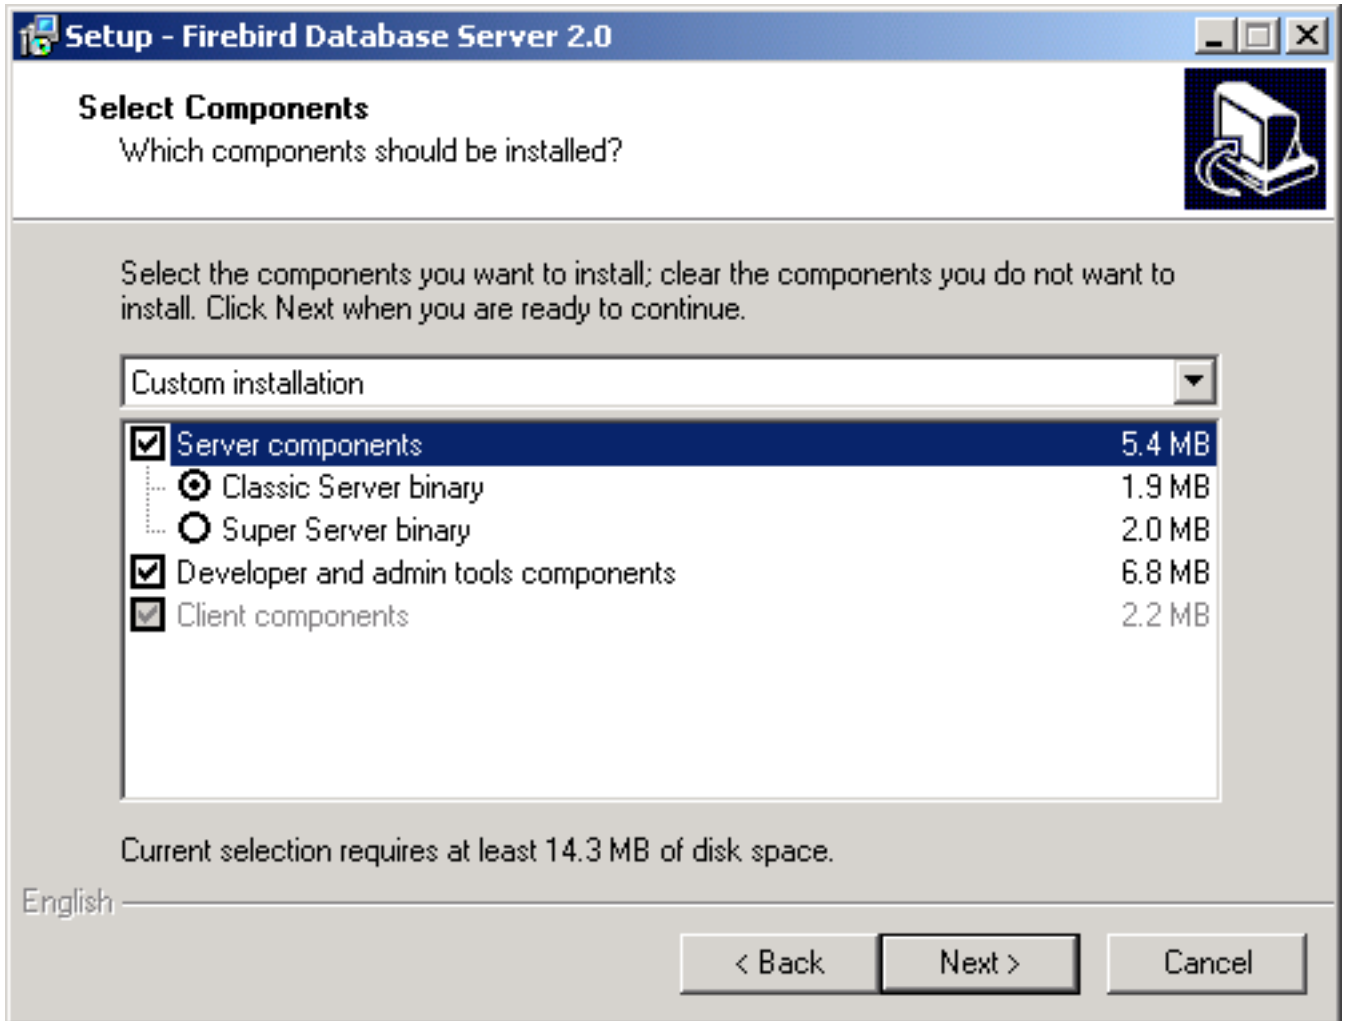 Setup - Firebird Database Server 2.0
Select Components
Which components should be installed?
Select the components you want to install; clear the components you do not want to
install. Click Next when you are ready to continue.
Custom installation
Server components 5.4 MB
Classic Server binary 1.9 MB
Super Server binary 2.0 MB
Developer and admin tools components 6.8 MB
Client components 2.2 MB
Current selection requires at least 14.3 MB of disk space.
English
< Back Next > Cancel